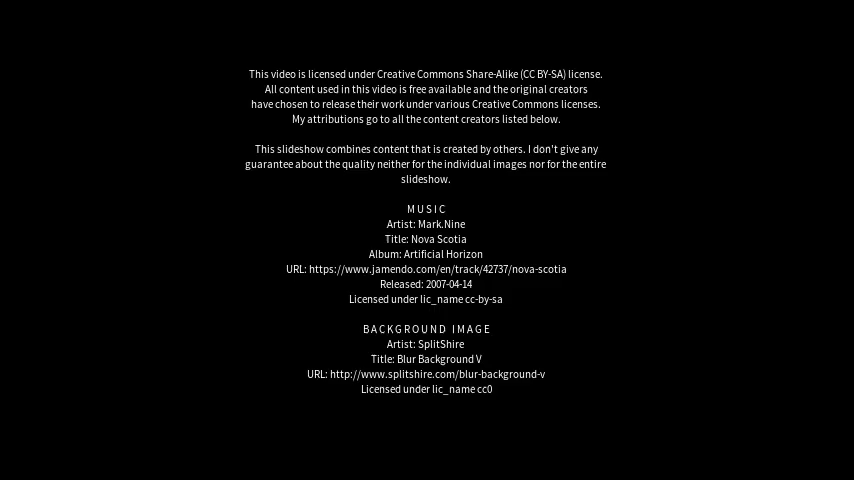 This video is licensed under Creative Commons Share-Alike (CC BY-SA) license.
All content used in this video is free available and the original creators
have chosen to release their work under various Creative Commons licenses.
My attributions go to all the content creators listed below.
This slideshow combines content that is created by others. I don't give any
guarantee about the quality neither for the individual images nor for the entire
slideshow.
MUSIC
Artist: Mark.Nine
Title: Nova Scotia
Album: Artificial Horizon
URL: https://www.jamendo.com/en/track/42737/nova-scotia
Released: 2007-04-14
Licensed under lic_name cc-by-sa
BACKGROUND IMAGE
Artist: SplitShire
Title: Blur Background V
URL: http://www.splitshire.com/blur-background-v
Licensed under lic_name cc0